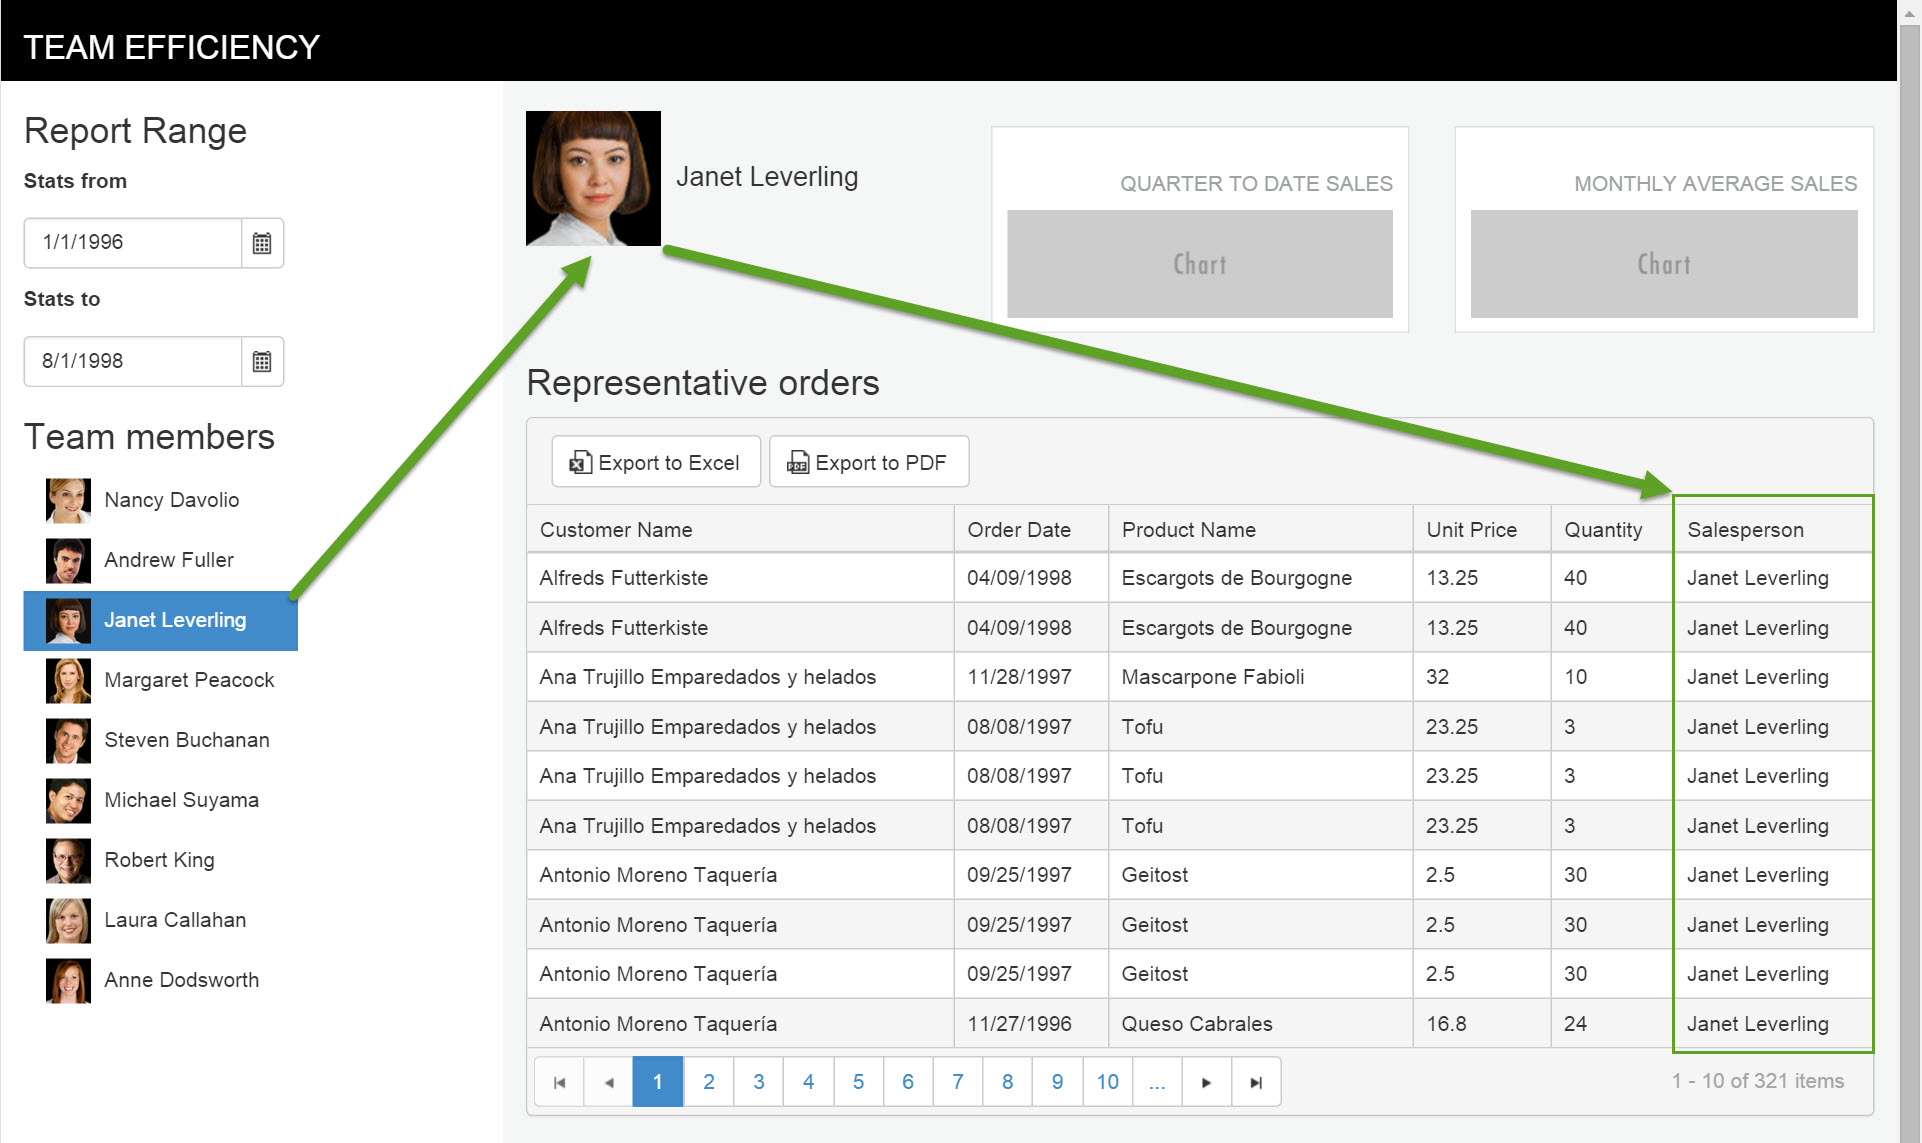 TEAM EFFICIENCY
Report Range
Stats from
1/1/1996
Stats to
8/1/1998
Team members
Nancy Davolio
Andrew Fuller
Janet Leverling
Margaret Peacock
Steven Buchanan
Michael Suyama
Robert King
Laura Callahan
Anne Dodsworth
Janet Leverling
QUARTER TO DATE SALES
Chart
MONTHLY AVERAGE SALES
Chart
Representative orders
Export to Excel PDF Export to PDF
Customer Name Order Date Product Name Unit Price Quantity Salesperson
Alfreds Futterkiste 04/09/1998 Escargots de Bourgogne 13.25 40 Janet Leverling
Alfreds Futterkiste 04/09/1998 Escargots de Bourgogne 13.25 40 Janet Leverling
Ana Trujillo Emparedados y helados 11/28/1997 Mascarpone Fabioli 32 10 Janet Leverling
Ana Trujillo Emparedados y helados 08/08/1997 Tofu 23.25 3 Janet Leverling
Ana Trujillo Emparedados y helados 08/08/1997 Tofu 23.25 3 Janet Leverling
Ana Trujillo Emparedados y helados 08/08/1997 Tofu 23.25 3 Janet Leverling
Antonio Moreno Taquería 09/25/1997 Geitost 2.5 30 Janet Leverling
Antonio Moreno Taquería 09/25/1997 Geitost 2.5 30 Janet Leverling
Antonio Moreno Taquería 09/25/1997 Geitost 2.5 30 Janet Leverling
Antonio Moreno Taquería 11/27/1996 Queso Cabrales 16.8 24 Janet Leverling
1 2 3 4 5 6 7 8 9 10 ... 1 - 10 of 321 items